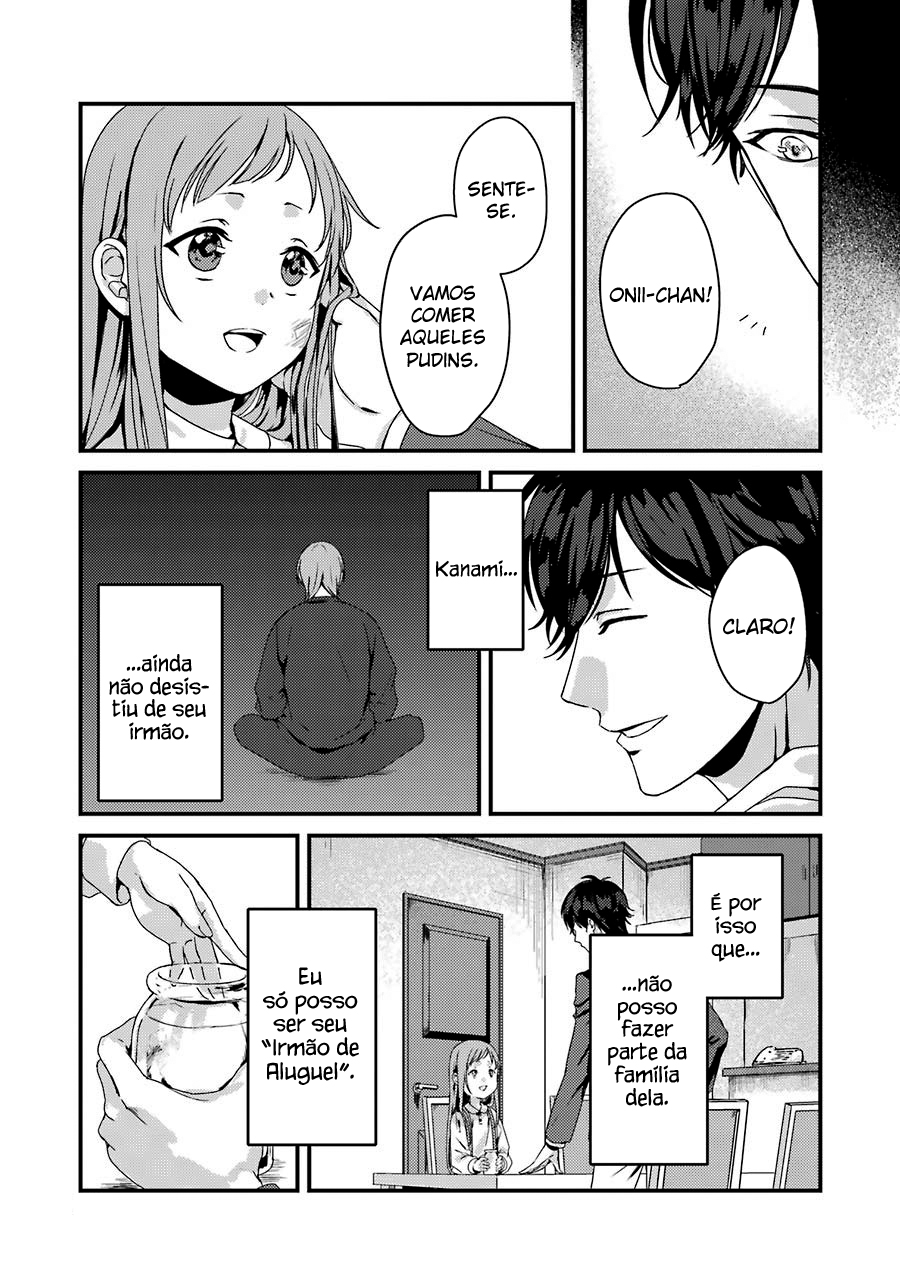 ONII-CHAN!
SENTE-
SE.
VAMOS
COMER
AQUELES
PUDINS.
CLARO!
Kanami...
...ainda
não desis-
tiu de seu
irmão.
É por
isso
que...
...não
posso
fazer
parte da
família
dela.
Eu
só posso
ser seu
"Irmão de
Aluguel".